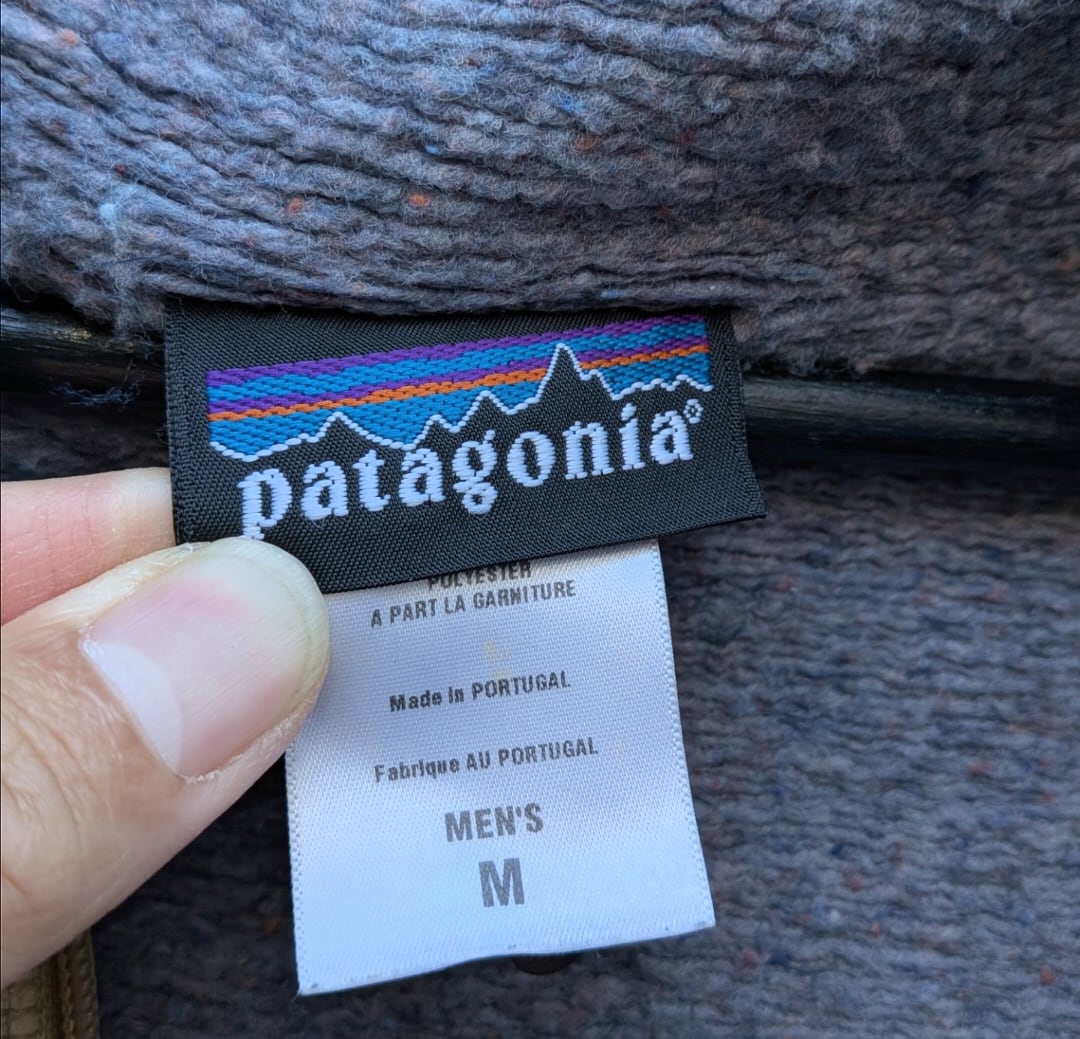 patagonia®
POLYESTER
A PART LA GARNITURE
Made in PORTUGAL
Fabrique AU PORTUGAL
MEN'S
M